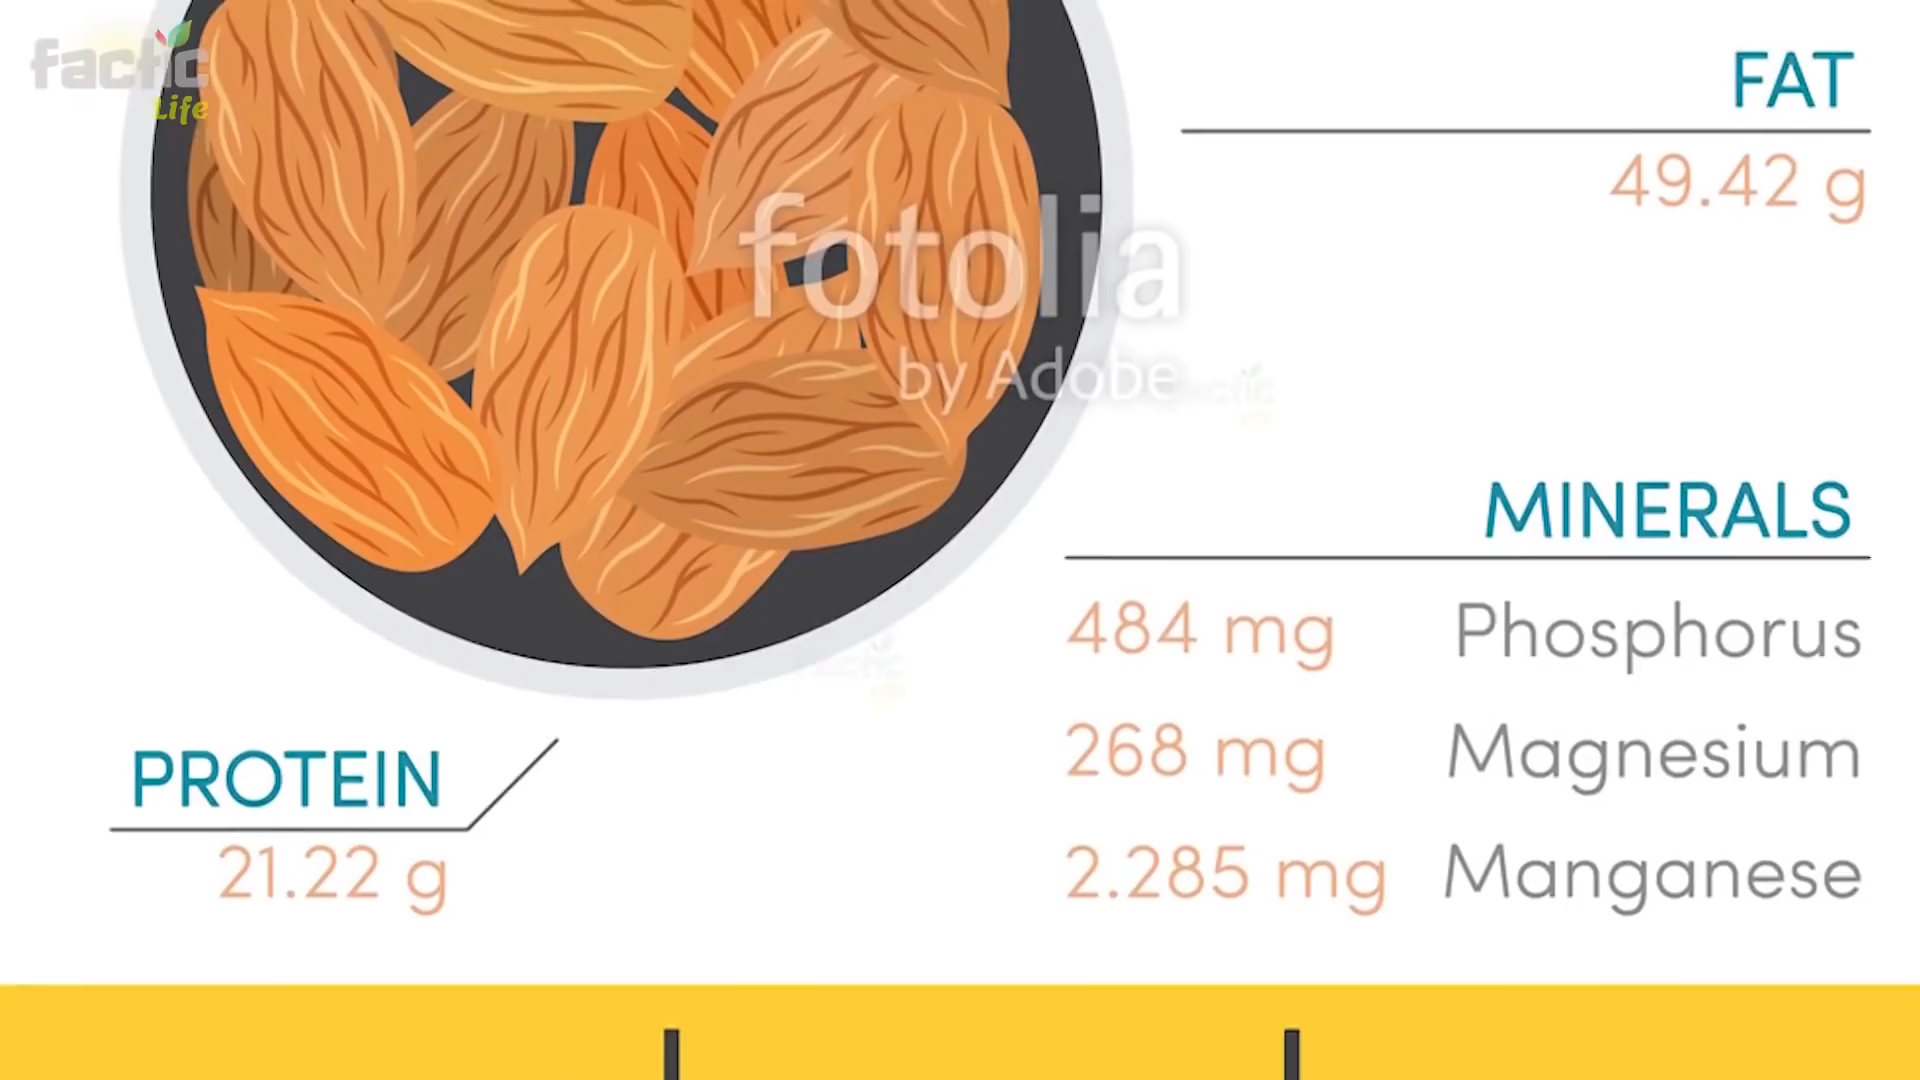 factic
Life
FAT
49.42 g
fotolia
by Adobe
MINERALS
484 mg Phosphorus
268 mg Magnesium
2.285 mg Manganese
PROTEIN
21.22 g